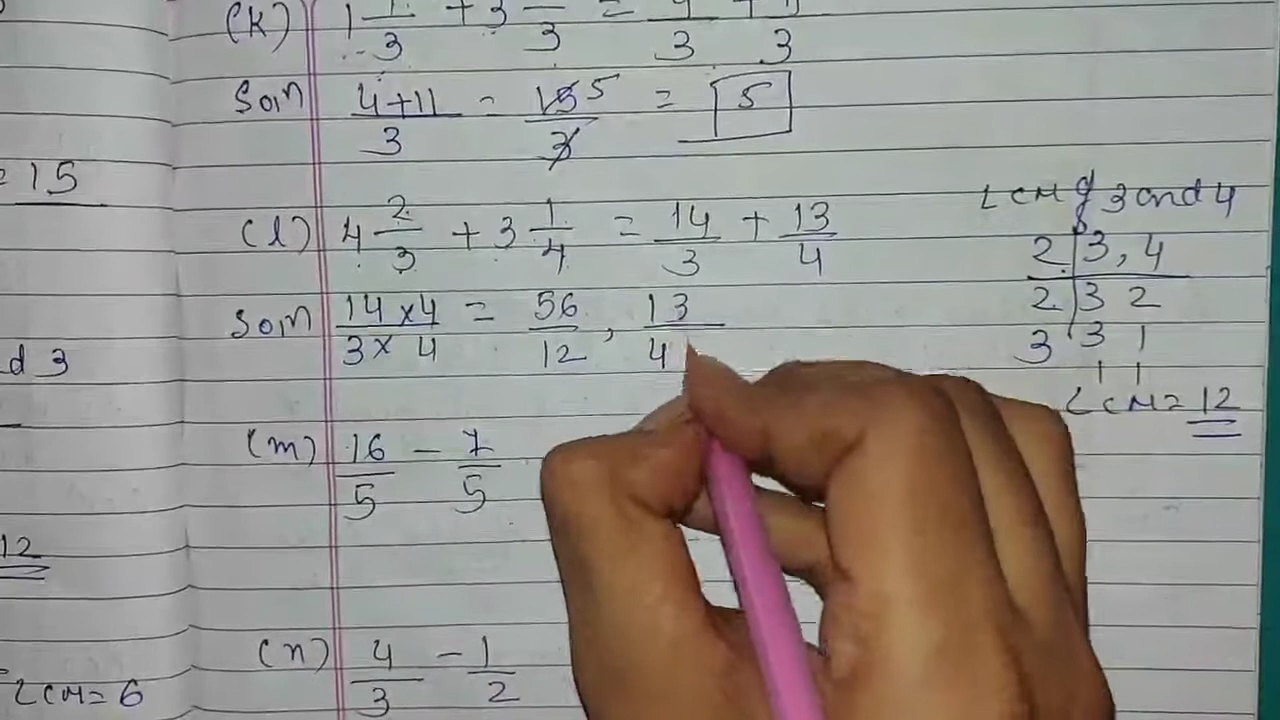 (k) 1 1/3 + 3 /3 = 4/3 + 11/3
Soln 4+11/3 = 15 5/3 = 5
= 15
LCM of 3 and 4
(l) 4 2/3 + 3 1/4 = 14/3 + 13/4
2 | 3, 4
2 | 3 2
3 | 3 1
1 1
LCM = 12
Soln 14 × 4/3 × 4 = 56/12, 13/4
d 3
(m) 16/5 - 7/5
12
(n) 4/3 - 1/2
LCM = 6